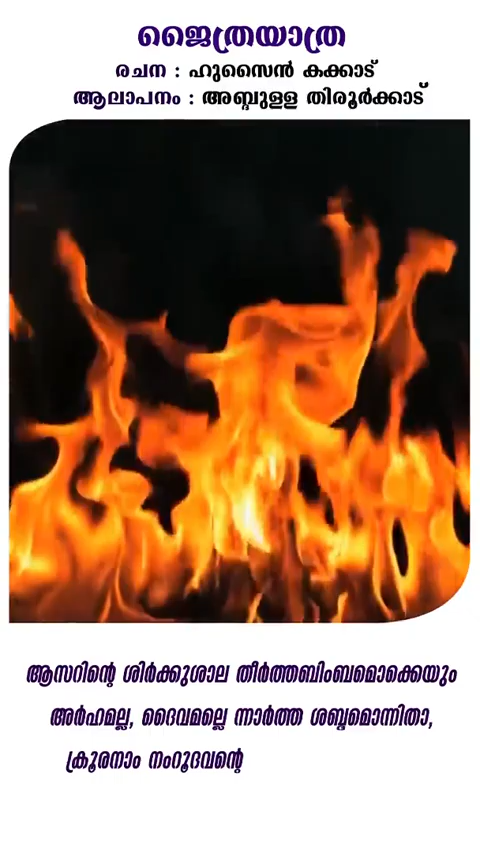 ജൈത്രയാത്ര
രചന : ഹുസൈൻ കക്കാട്
ആലാപനം : അബ്ദുള്ള തിരൂർക്കാട്
ആസറിന്റെ ശിർക്കുശാല തീർത്തബിംബമൊക്കെയും
അർഹമല്ല, ദൈവമല്ലെ ന്നാർത്ത ശബ്ദമൊന്നിതാ,
ക്രൂരനാം നംറൂദവന്റെ